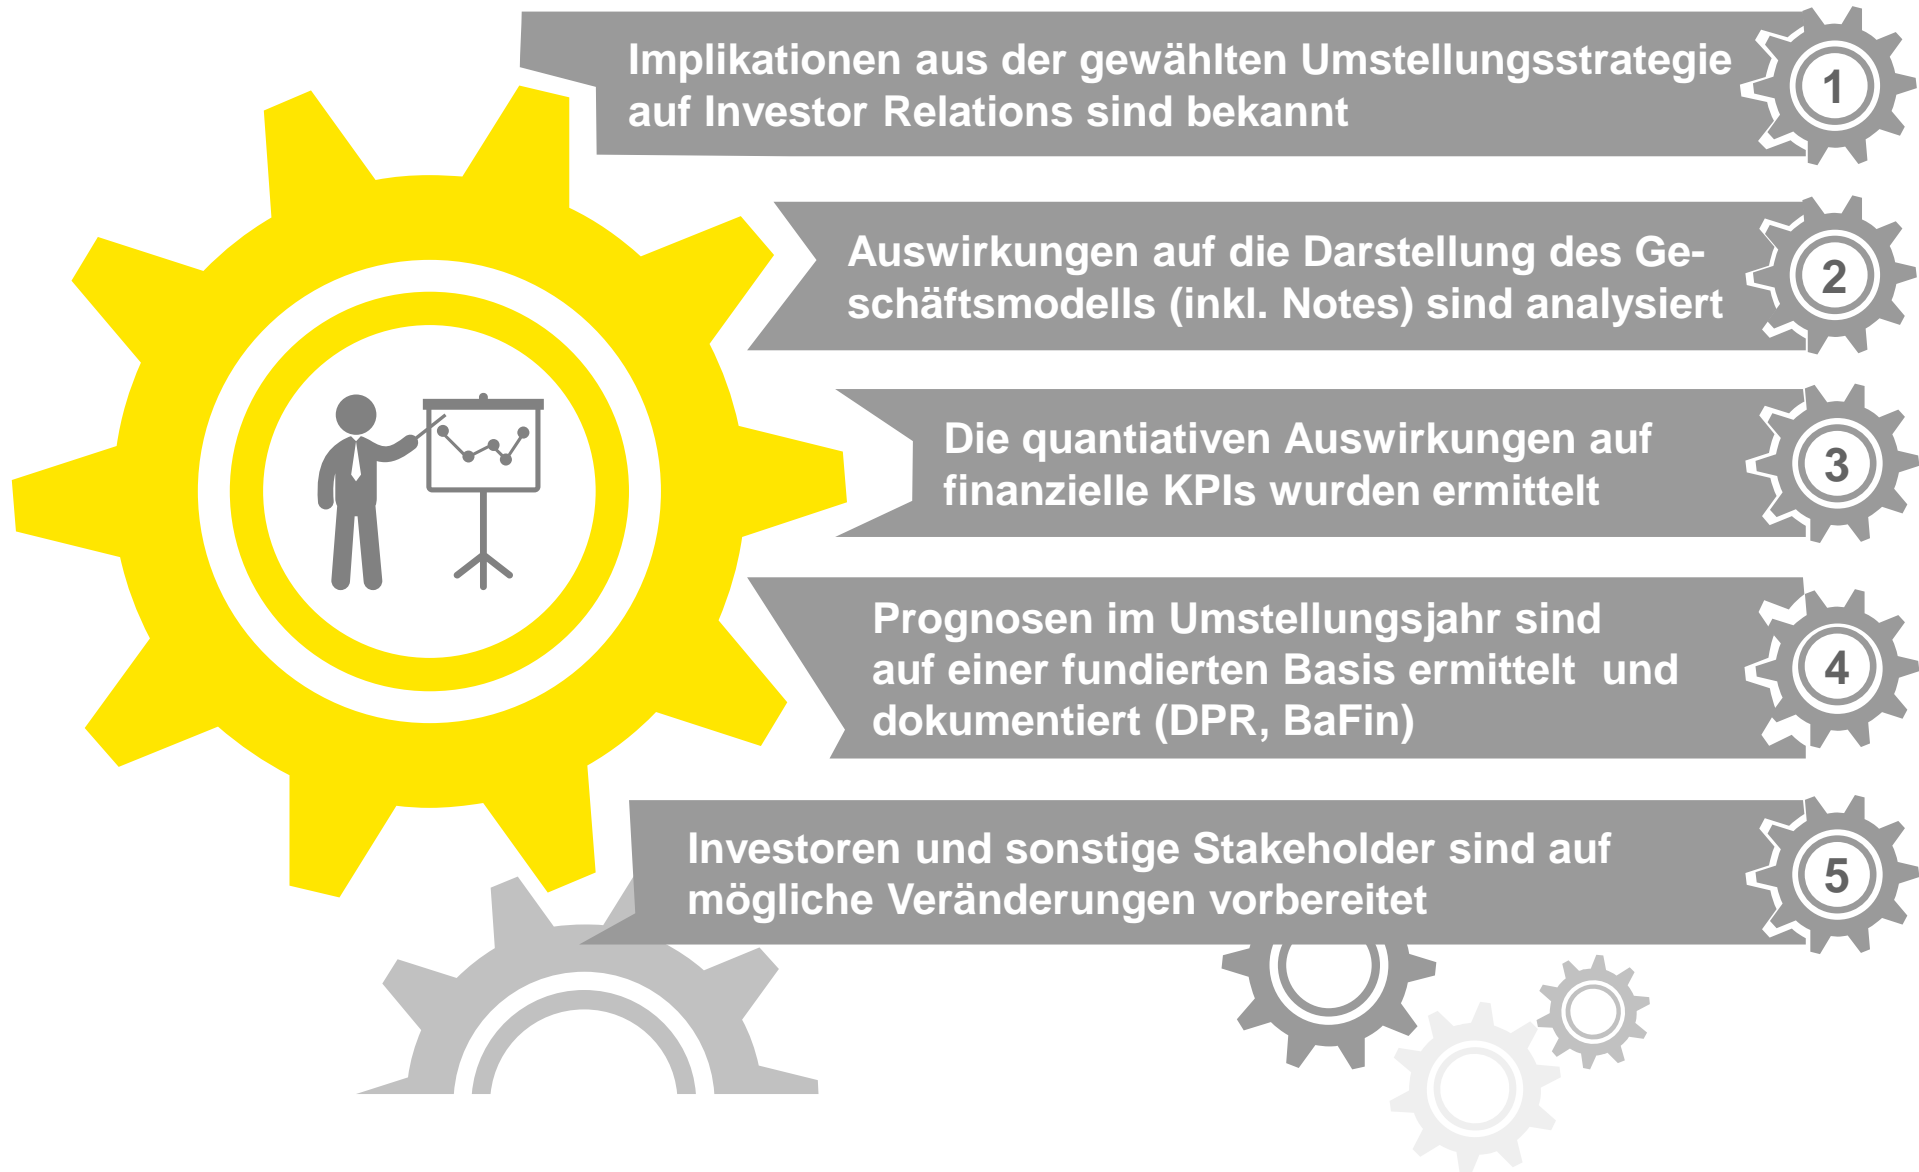 Implikationen aus der gewählten Umstellungsstrategie
auf Investor Relations sind bekannt
1
Auswirkungen auf die Darstellung des Ge-
schäftsmodells (inkl. Notes) sind analysiert
2
Die quantiativen Auswirkungen auf
finanzielle KPIs wurden ermittelt
3
Prognosen im Umstellungsjahr sind
auf einer fundierten Basis ermittelt  und
dokumentiert (DPR, BaFin)
4
Investoren und sonstige Stakeholder sind auf
mögliche Veränderungen vorbereitet
5